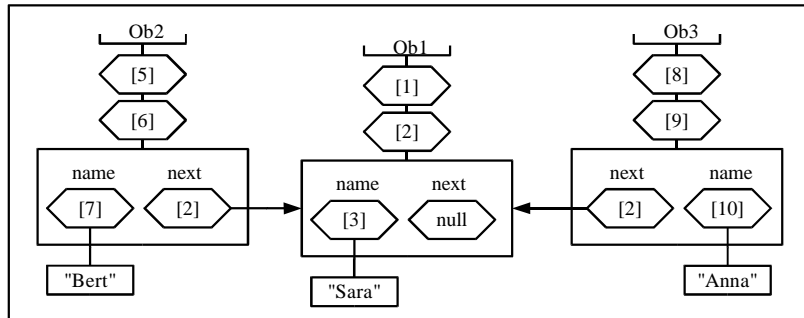 Ob2 Ob1 Ob3
[5] [1] [8]
[6] [2] [9]
name next name next next name
[7] [2] [3] null [2] [10]
"Bert" "Sara" "Anna"